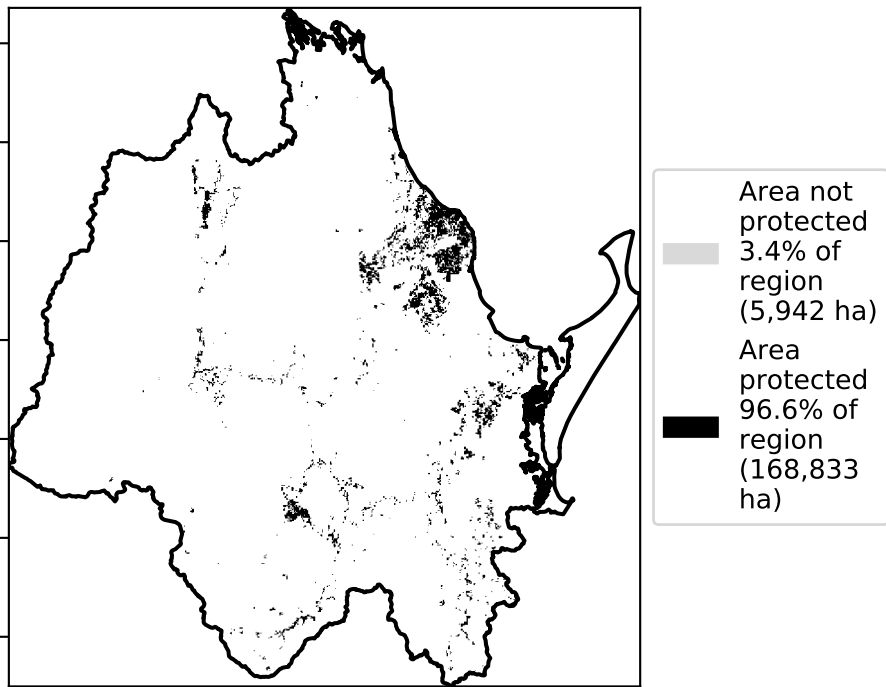 Area not
protected
3.4% of
region
(5,942 ha)
Area
protected
96.6% of
region
(168,833
ha)